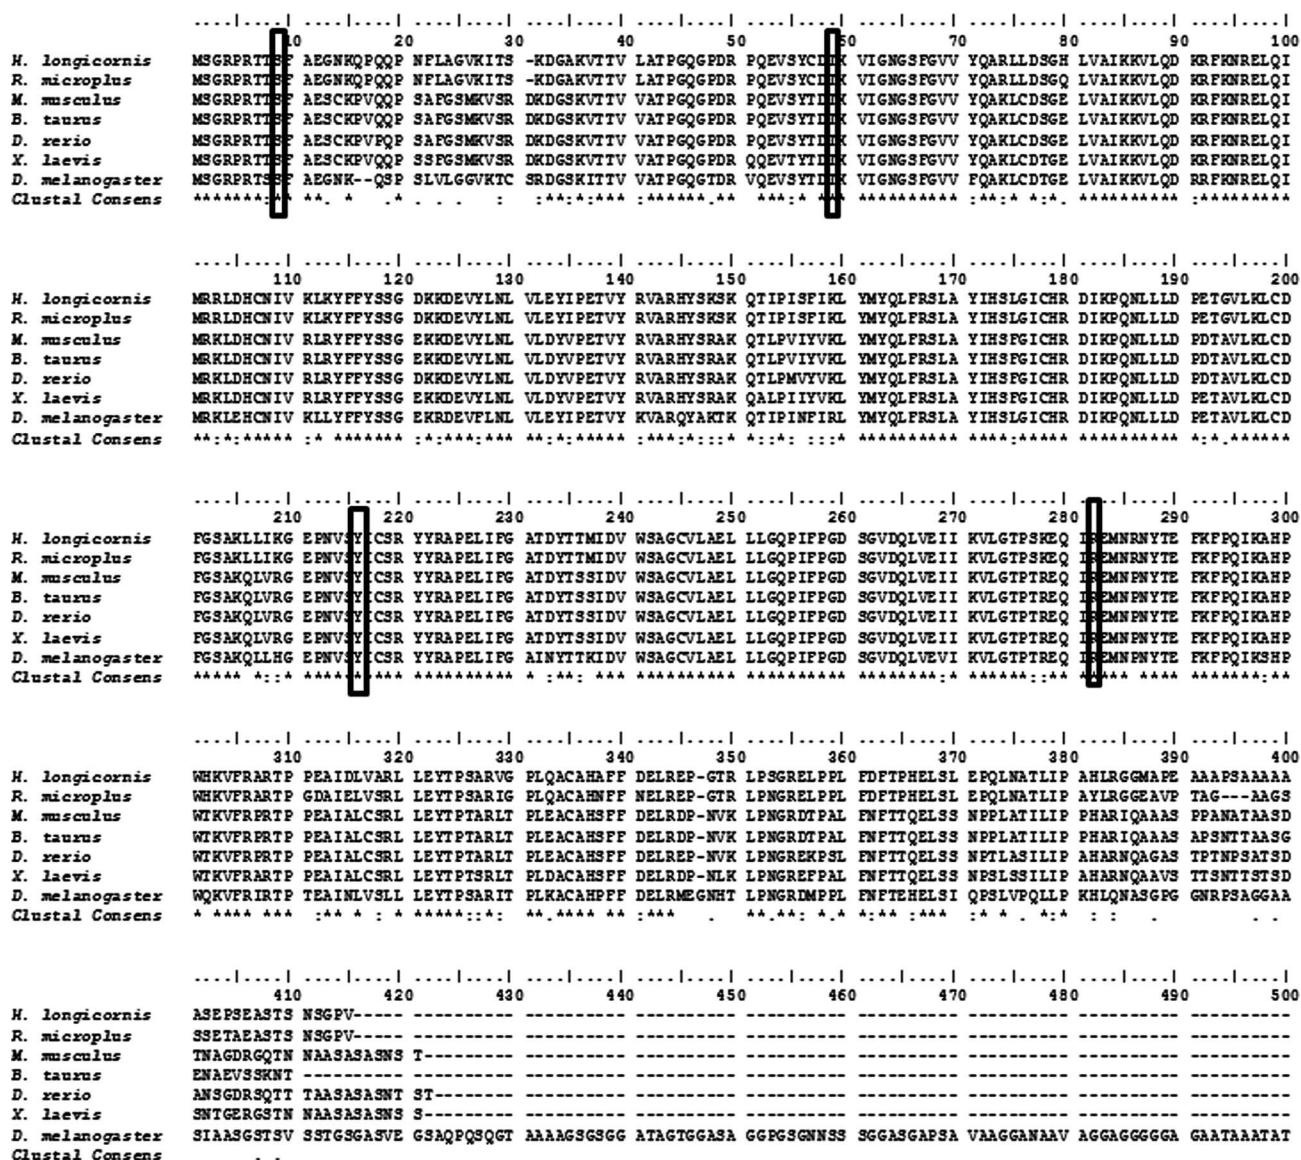 10 20 30 40 50 60 70 80 90 100
H. longicornis MSGRPRTTSF AEGNKQPQQP NFLAGVKITS -KDGAKVTTV LATPGQGPDR PQEVSYCDIK VIGNGSFGVV YQARLLDSGH LVAIKKVLQD KRFKNRELQI
R. microplus MSGRPRTTSF AEGNKQPQQP NFLAGVKITS -KDGAKVTTV LATPGQGPDR PQEVSYCDIK VIGNGSFGVV YQARLLDSGQ LVAIKKVLQD KRFKNRELQI
M. musculus MSGRPRTTSF AESCKPVQQP SAFGSMKVSR DKDGSKVTTV VATPGQGPDR PQEVSYTDIK VIGNGSFGVV YQAKLCDSGE LVAIKKVLQD KRFKNRELQI
B. taurus MSGRPRTTSF AESCKPVQQP SAFGSMKVSR DKDGSKVTTV VATPGQGPDR PQEVSYTDIK VIGNGSFGVV YQAKLCDSGE LVAIKKVLQD KRFKNRELQI
D. rerio MSGRPRTTSF AESCKPVPQP SAFGSMKVSR DKDGSKVTTV VATPGQGPDR PQEVSYTDIK VIGNGSFGVV YQAKLCDSGE LVAIKKVLQD KRFKNRELQI
X. laevis MSGRPRTTSF AESCKPVQQP SSFGSMKVSR DKDGSKVTTV VATPGQGPDR QQEVTYTDIK VIGNGSFGVV YQAKLCDTGE LVAIKKVLQD KRFKNRELQI
D. melanogaster MSGRPRTSSF AEGNK--QSP SLVLGGVKTC SRDGSKITTV VATPGQGTDR VQEVSYTDIK VIGNGSFGVV FQAKLCDTGE LVAIKKVLQD RRFKNRELQI
Clustal Consens
110 120 130 140 150 160 170 180 190 200
H. longicornis MRRLDHCNIV KLKYFFYSSG DKKDEVYLNL VLEYIPETVY RVARHYSKSK QTIPISFIKL YMYQLFRSLA YIHSLGICHR DIKPQNLLLD PETGVLKLCD
R. microplus MRRLDHCNIV KLKYFFYSSG DKKDEVYLNL VLEYIPETVY RVARHYSKSK QTIPISFIKL YMYQLFRSLA YIHSLGICHR DIKPQNLLLD PETGVLKLCD
M. musculus MRKLDHCNIV RLRYFFYSSG EKKDEVYLNL VLDYVPETVY RVARHYSRAK QTLPVIYVKL YMYQLFRSLA YIHSFGICHR DIKPQNLLLD PDTAVLKLCD
B. taurus MRKLDHCNIV RLRYFFYSSG EKKDEVYLNL VLDYVPETVY RVARHYSRAK QTLPVIYVKL YMYQLFRSLA YIHSFGICHR DIKPQNLLLD PDTAVLKLCD
D. rerio MRKLDHCNIV RLRYFFYSSG DKKDEVYLNL VLDYVPETVY RVARHYSRAK QTLPMVYVKL YMYQLFRSLA YIHSFGICHR DIKPQNLLLD PDTAVLKLCD
X. laevis MRKLDHCNIV RLRYFFYSSG EKKDEVYLNL VLDYVPETVY RVARHYSRAK QALPIIYVKL YMYQLFRSLA YIHSFGICHR DIKPQNLLLD PDTAVLKLCD
D. melanogaster MRKLEHCNIV KLLYFFYSSG EKRDEVFLNL VLEYIPETVY KVARQYAKTK QTIPINFIRL YMYQLFRSLA YIHSLGICHR DIKPQNLLLD PETAVLKLCD
Clustal Consens
210 220 230 240 250 260 270 280 290 300
H. longicornis FGSAKLLIKG EPNVSYICSR YYRAPELIFG ATDYTTMIDV WSAGCVLAEL LLGQPIFPGD SGVDQLVEII KVLGTPSKEQ IREMNRNYTE FKFPQIKAHP
R. microplus FGSAKLLIKG EPNVSYICSR YYRAPELIFG ATDYTTMIDV WSAGCVLAEL LLGQPIFPGD SGVDQLVEII KVLGTPSKEQ IREMNRNYTE FKFPQIKAHP
M. musculus FGSAKQLVRG EPNVSYICSR YYRAPELIFG ATDYTSSIDV WSAGCVLAEL LLGQPIFPGD SGVDQLVEII KVLGTPTREQ IREMNPNYTE FKFPQIKAHP
B. taurus FGSAKQLVRG EPNVSYICSR YYRAPELIFG ATDYTSSIDV WSAGCVLAEL LLGQPIFPGD SGVDQLVEII KVLGTPTREQ IREMNPNYTE FKFPQIKAHP
D. rerio FGSAKQLVRG EPNVSYICSR YYRAPELIFG ATDYTSSIDV WSAGCVLAEL LLGQPIFPGD SGVDQLVEII KVLGTPTREQ IREMNPNYTE FKFPQIKAHP
X. laevis FGSAKQLVRG EPNVSYICSR YYRAPELIFG ATDYTSSIDV WSAGCVLAEL LLGQPIFPGD SGVDQLVEII KVLGTPTREQ IREMNPNYTE FKFPQIKAHP
D. melanogaster FGSAKQLLHG EPNVSYICSR YYRAPELIFG AINYTTKIDV WSAGCVLAEL LLGQPIFPGD SGVDQLVEVI KVLGTPTREQ IREMNPNYTE FKFPQIKSHP
Clustal Consens
310 320 330 340 350 360 370 380 390 400
H. longicornis WHKVFRARTP PEAIDLVARL LEYTPSARVG PLQACAHAFF DELREP-GTR LPSGRELPPL FDFTPHELSL EPQLNATLIP AHLRGGMAPE AAAPSAAAAA
R. microplus WHKVFRARTP GDAIELVSRL LEYTPSARIG PLQACAHNFF NELREP-GTR LPNGRELPPL FDFTPHELSL EPQLNATLIP AYLRGGEAVP TAG---AAGS
M. musculus WTKVFRPRTP PEAIALCSRL LEYTPTARLT PLEACAHSFF DELRDP-NVK LPNGRDTPAL FNFTTQELSS NPPLATILIP PHARIQAAAS PPANATAASD
B. taurus WTKVFRPRTP PEAIALCSRL LEYTPTARLT PLEACAHSFF DELRDP-NVK LPNGRDTPAL FNFTTQELSS NPPLATILIP PHARIQAAAS APSNTTAASG
D. rerio WTKVFRPRTP PEAIALCSRL LEYTPTARLT PLEACAHSFF DELREP-NVK LPNGREKPSL FNFTTQELSS NPTLASILIP AHARNQAGAS TPTNPSATSD
X. laevis WTKVFRARTP PEAIALCSRL LEYTPTSRLT PLDACAHSFF DELRDP-NLK LPNGREFPAL FNFTTQELSS NPSLSSILIP AHARNQAAVS TTSNTTSTSD
D. melanogaster WQKVFRIRTP TEAINLVSLL LEYTPSARIT PLKACAHPFF DELRMEGNHT LPNGRDMPPL FNFTEHELSI QPSLVPQLLP KHLQNASGPG GNRPSAGGAA
Clustal Consens
410 420 430 440 450 460 470 480 490 500
H. longicornis ASEPSEASTS NSGPV----- ---------- ---------- ---------- ---------- ---------- ---------- ---------- ----------
R. microplus SSETAEASTS NSGPV----- ---------- ---------- ---------- ---------- ---------- ---------- ---------- ----------
M. musculus TNAGDRGQTN NAASASASNS T--------- ---------- ---------- ---------- ---------- ---------- ---------- ----------
B. taurus ENAEVSSKNT ---------- ---------- ---------- ---------- ---------- ---------- ---------- ---------- ----------
D. rerio ANSGDRSQTT TAASASASNT ST-------- ---------- ---------- ---------- ---------- ---------- ---------- ----------
X. laevis SNTGERGSTN NAASASASNS S--------- ---------- ---------- ---------- ---------- ---------- ---------- ----------
D. melanogaster SIAASGSTSV SSTGSGASVE GSAQPQSQGT AAAAGSGSGG ATAGTGGASA GGPGSGNNSS SGGASGAPSA VAAGGANAAV AGGAGGGGGA GAATAAATAT
Clustal Consens